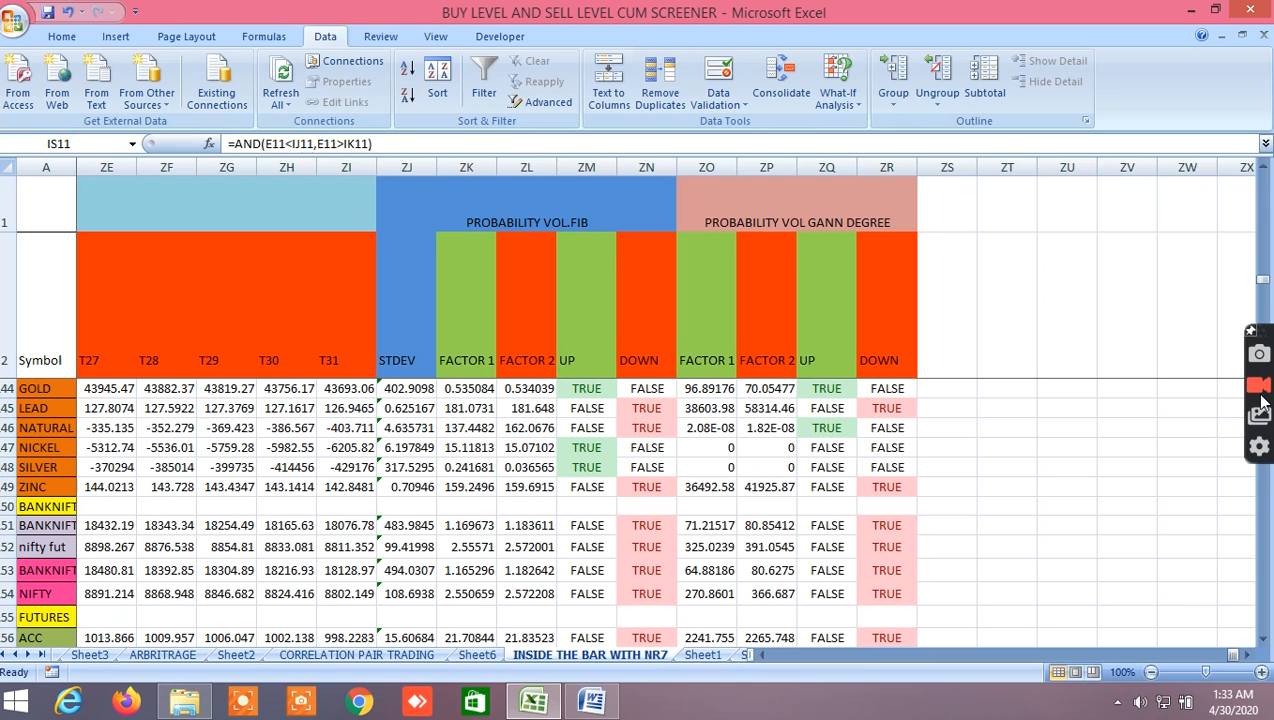 BUY LEVEL AND SELL LEVEL CUM SCREENER - Microsoft Excel
Home Insert Page Layout Formulas Data Review View Developer
From Access
From Web
From Text
From Other Sources
Existing Connections
Get External Data
Refresh All
Connections
Properties
Edit Links
Connections
Sort
Filter
Clear
Reapply
Advanced
Sort & Filter
Text to Columns
Remove Duplicates
Data Validation
Consolidate
What-If Analysis
Data Tools
Group
Ungroup
Subtotal
Show Detail
Hide Detail
Outline
IS11 fx =AND(E11<IJ11,E11>IK11)
A ZE ZF ZG ZH ZI ZJ ZK ZL ZM ZN ZO ZP ZQ ZR ZS ZT ZU ZV ZW ZX
1 PROBABILITY VOL.FIB PROBABILITY VOL GANN DEGREE
2 Symbol T27 T28 T29 T30 T31 STDEV FACTOR 1 FACTOR 2 UP DOWN FACTOR 1 FACTOR 2 UP DOWN
44 GOLD 43945.47 43882.37 43819.27 43756.17 43693.06 402.9098 0.535084 0.534039 TRUE FALSE 96.89176 70.05477 TRUE FALSE
45 LEAD 127.8074 127.5922 127.3769 127.1617 126.9465 0.625167 181.0731 181.648 FALSE TRUE 38603.98 58314.46 FALSE TRUE
46 NATURAL -335.135 -352.279 -369.423 -386.567 -403.711 4.635731 137.4482 162.0676 FALSE TRUE 2.08E-08 1.82E-08 TRUE FALSE
47 NICKEL -5312.74 -5536.01 -5759.28 -5982.55 -6205.82 6.197849 15.11813 15.07102 TRUE FALSE 0 0 FALSE FALSE
48 SILVER -370294 -385014 -399735 -414456 -429176 317.5295 0.241681 0.036565 TRUE FALSE 0 0 FALSE FALSE
49 ZINC 144.0213 143.728 143.4347 143.1414 142.8481 0.70946 159.2496 159.6915 FALSE TRUE 36492.58 41925.87 FALSE TRUE
50 BANKNIFT
51 BANKNIFT 18432.19 18343.34 18254.49 18165.63 18076.78 483.9845 1.169673 1.183611 FALSE TRUE 71.21517 80.85412 FALSE TRUE
52 nifty fut 8898.267 8876.538 8854.81 8833.081 8811.352 99.41998 2.55571 2.572001 FALSE TRUE 325.0239 391.0545 FALSE TRUE
53 BANKNIFT 18480.81 18392.85 18304.89 18216.93 18128.97 494.0307 1.165296 1.182642 FALSE TRUE 64.88186 80.6275 FALSE TRUE
54 NIFTY 8891.214 8868.948 8846.682 8824.416 8802.149 108.6938 2.550659 2.572208 FALSE TRUE 270.8601 366.687 FALSE TRUE
55 FUTURES
56 ACC 1013.866 1009.957 1006.047 1002.138 998.2283 15.60684 21.70844 21.83523 FALSE TRUE 2241.755 2265.748 FALSE TRUE
Sheet3 ARBRITRAGE Sheet2 CORRELATION PAIR TRADING Sheet6 INSIDE THE BAR WITH NR7 Sheet1 S
Ready 100%
1:33 AM
4/30/2020